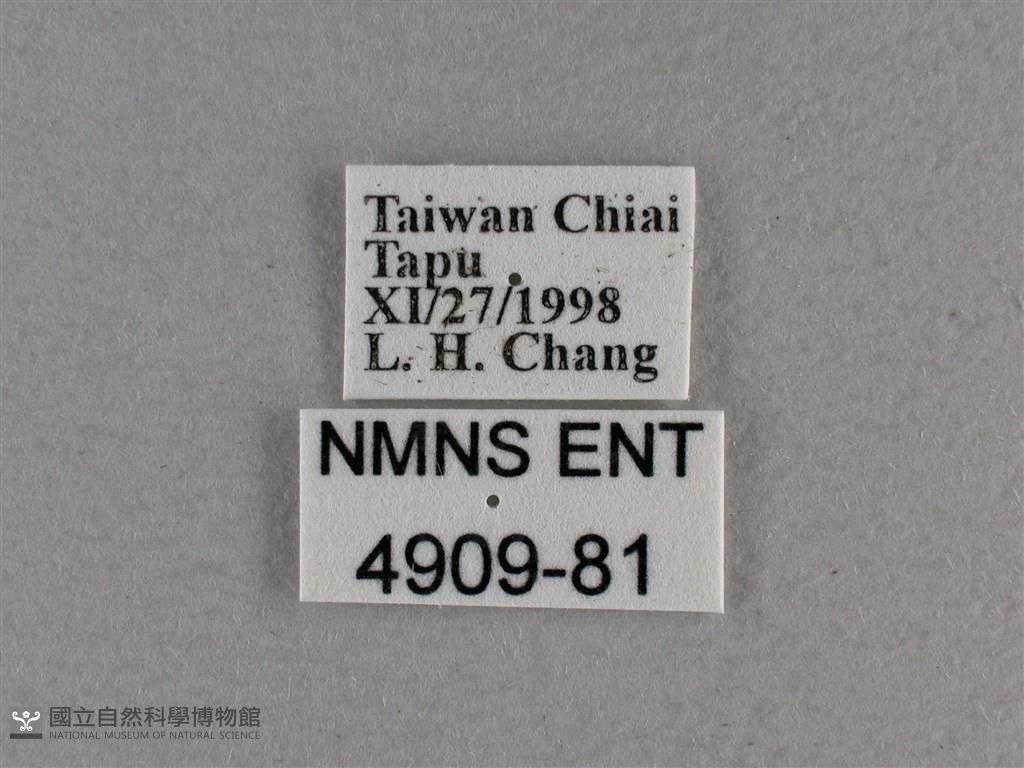 Taiwan Chiai
Tapu
XI/27/1998
L. H. Chang
NMNS ENT
4909-81
國立自然科學博物館
NATIONAL MUSEUM OF NATURAL SCIENCE